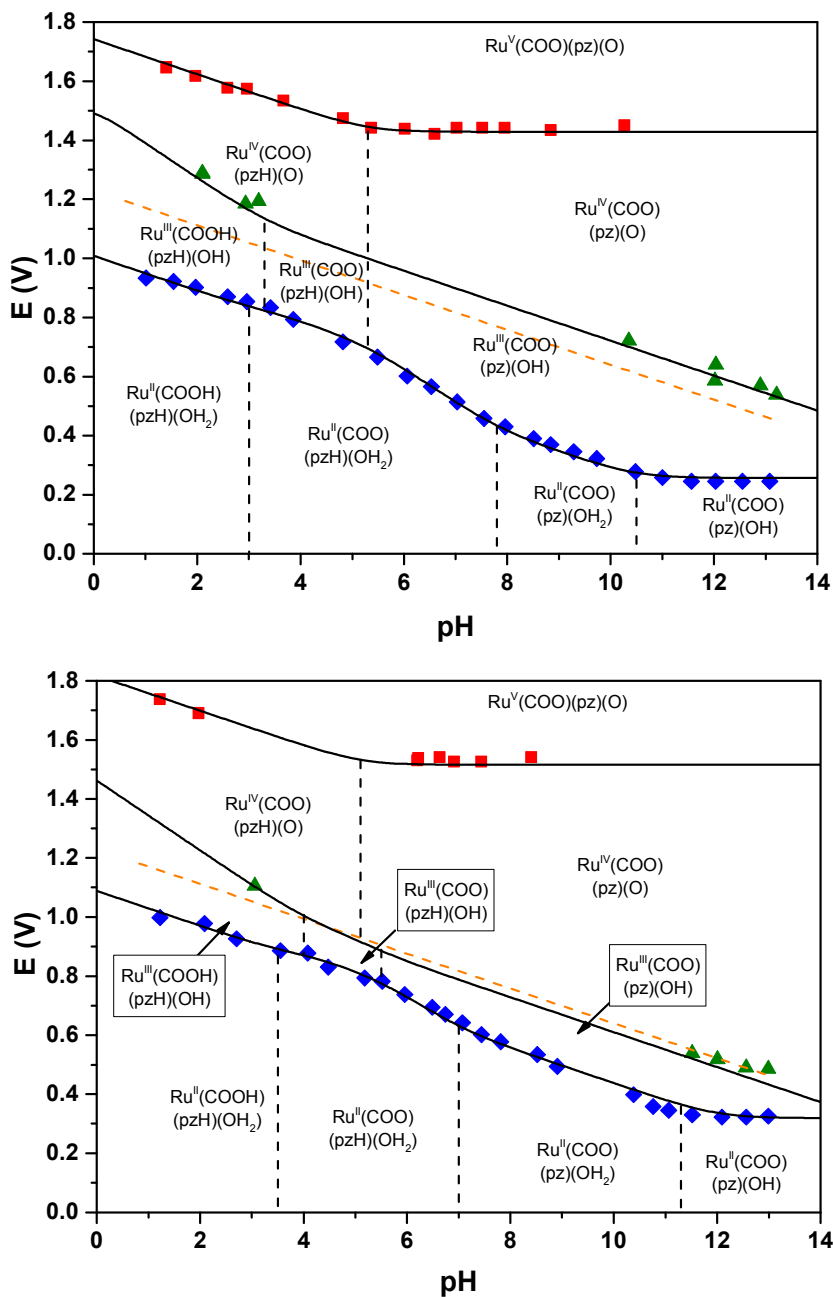 1.8
1.6
1.4
1.2
1.0
0.8
0.6
0.4
0.2
0.0
E (V)
Ru^V(COO)(pz)(O)
Ru^IV(COO)
(pzH)(O)
Ru^IV(COO)
(pz)(O)
Ru^III(COOH)
(pzH)(OH)
Ru^III(COO)
(pzH)(OH)
Ru^III(COO)
(pz)(OH)
Ru^II(COOH)
(pzH)(OH₂)
Ru^II(COO)
(pzH)(OH₂)
Ru^II(COO)
(pz)(OH₂)
Ru^II(COO)
(pz)(OH)
0 2 4 6 8 10 12 14
pH
1.8
1.6
1.4
1.2
1.0
0.8
0.6
0.4
0.2
0.0
E (V)
Ru^V(COO)(pz)(O)
Ru^IV(COO)
(pzH)(O)
Ru^IV(COO)
(pz)(O)
Ru^III(COO)
(pzH)(OH)
Ru^III(COOH)
(pzH)(OH)
Ru^III(COO)
(pz)(OH)
Ru^II(COOH)
(pzH)(OH₂)
Ru^II(COO)
(pzH)(OH₂)
Ru^II(COO)
(pz)(OH₂)
Ru^II(COO)
(pz)(OH)
0 2 4 6 8 10 12 14
pH